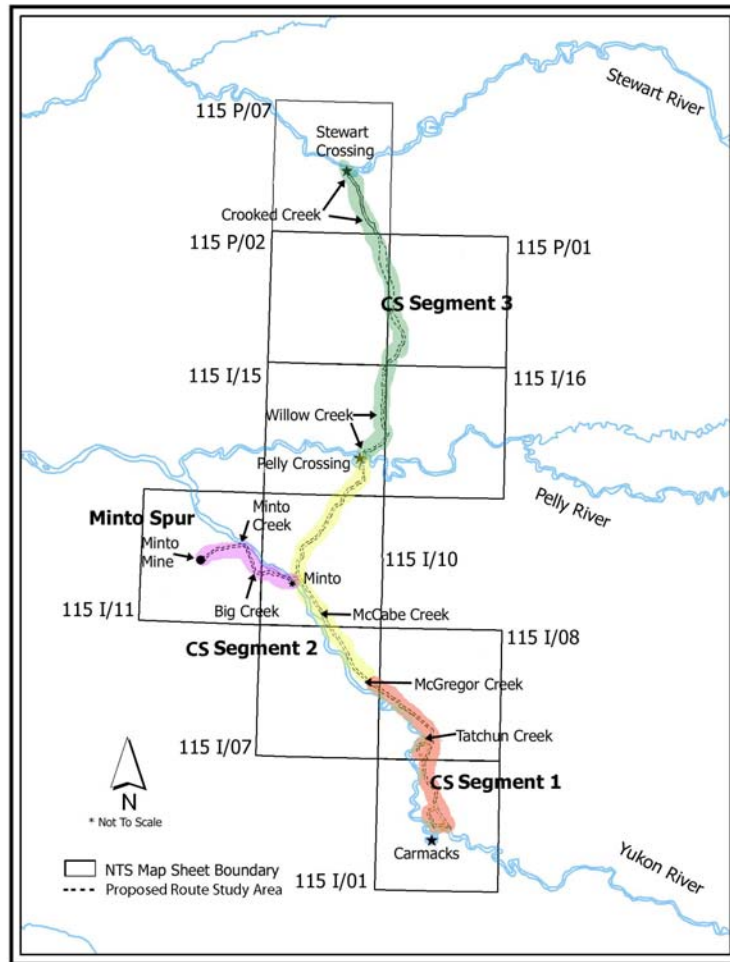 Stewart River
115 P/07
Stewart
Crossing
Crooked Creek
115 P/02
115 P/01
CS Segment 3
115 I/15
115 I/16
Willow Creek
Pelly Crossing
Pelly River
Minto Spur
Minto
Creek
Minto
Mine
Minto
115 I/10
Big Creek
115 I/11
McCabe Creek
115 I/08
CS Segment 2
McGregor Creek
Tatchun Creek
115 I/07
CS Segment 1
N
* Not To Scale
Carmacks
Yukon River
NTS Map Sheet Boundary
Proposed Route Study Area
115 I/01